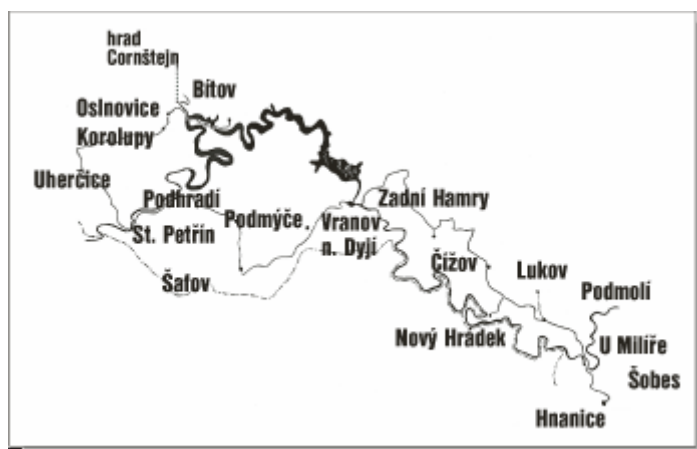 hrad
Cornštejn
Bítov
Oslnovice
Korolupy
Uherčice
Podhradí
Zadní Hamry
Podmýče
Vranov
n. Dyjí
St. Petřín
Čížov
Lukov
Šafov
Podmolí
Nový Hrádek
U Milíře
Šobes
Hnanice